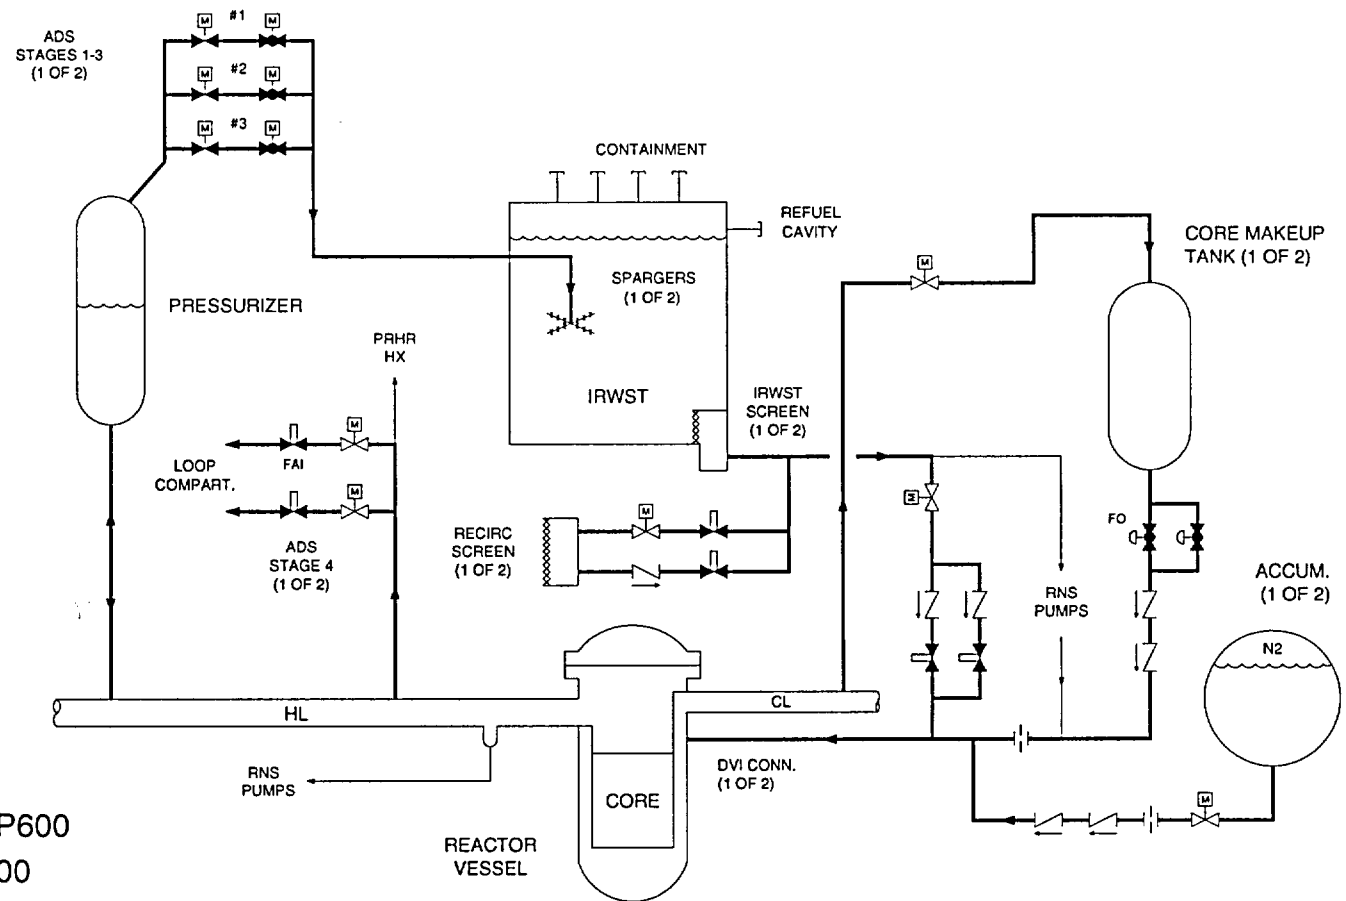 ADS
STAGES 1-3
(1 OF 2)
M
#1
M
M
#2
M
M
#3
M
CONTAINMENT
REFUEL
CAVITY
CORE MAKEUP
TANK (1 OF 2)
M
SPARGERS
(1 OF 2)
PRESSURIZER
PRHR
HX
IRWST
IRWST
SCREEN
(1 OF 2)
M
FAI
LOOP
COMPART.
M
ADS
STAGE 4
(1 OF 2)
RECIRC
SCREEN
(1 OF 2)
M
M
FO
RNS
PUMPS
ACCUM.
(1 OF 2)
N2
HL
CL
DVI CONN.
(1 OF 2)
RNS
PUMPS
CORE
REACTOR
VESSEL
M
P600
00